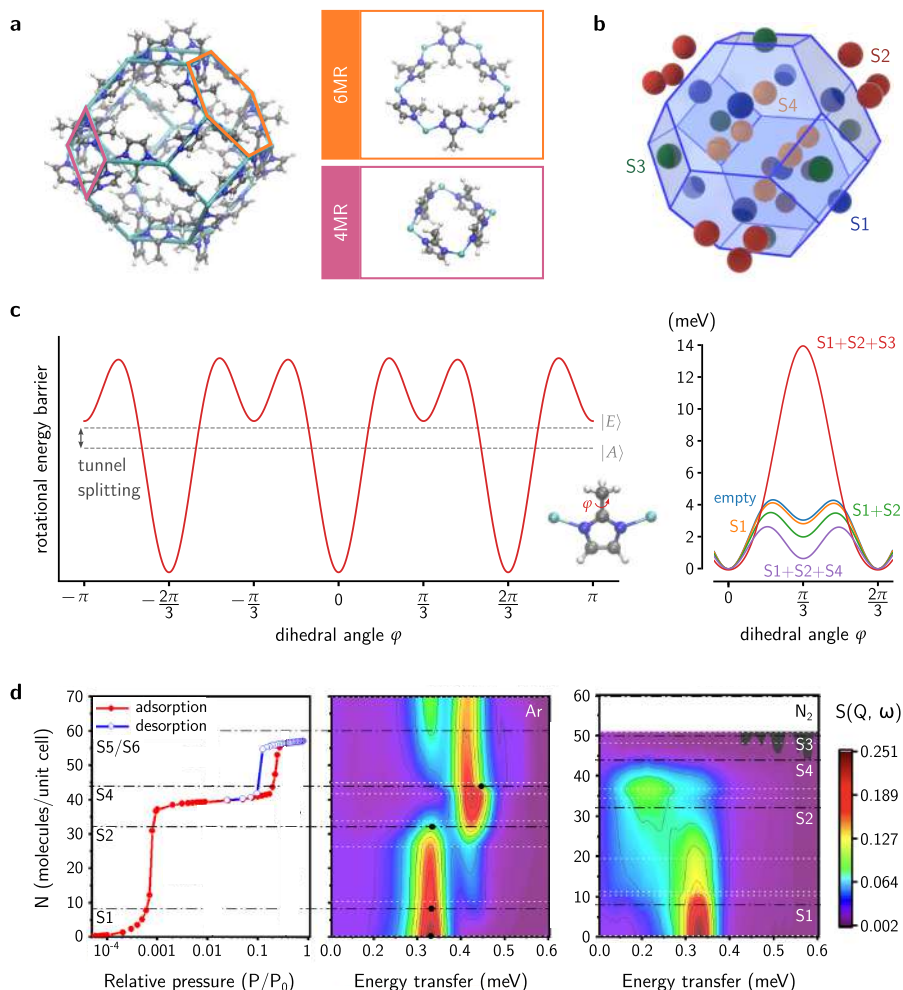 a
6MR
4MR
b
S2
S4
S3
S1
c
rotational energy barrier
|E⟩
|A⟩
tunnel
splitting
φ
−π
−2π/3
−π/3
0
π/3
2π/3
π
dihedral angle φ
(meV)
14
12
10
8
6
4
2
0
S1+S2+S3
empty
S1
S1+S2
S1+S2+S4
0
π/3
2π/3
dihedral angle φ
d
N (molecules/unit cell)
70
60
50
40
30
20
10
0
adsorption
desorption
S5/S6
S4
S2
S1
10⁻⁴
0.001
0.01
0.1
1
Relative pressure (P/P₀)
Ar
0.0
0.1
0.2
0.3
0.4
0.5
0.6
Energy transfer (meV)
60
50
40
30
20
10
0
N₂
S3
S4
S2
S1
0.0
0.1
0.2
0.3
0.4
0.5
0.6
Energy transfer (meV)
S(Q, ω)
0.251
0.189
0.127
0.064
0.002